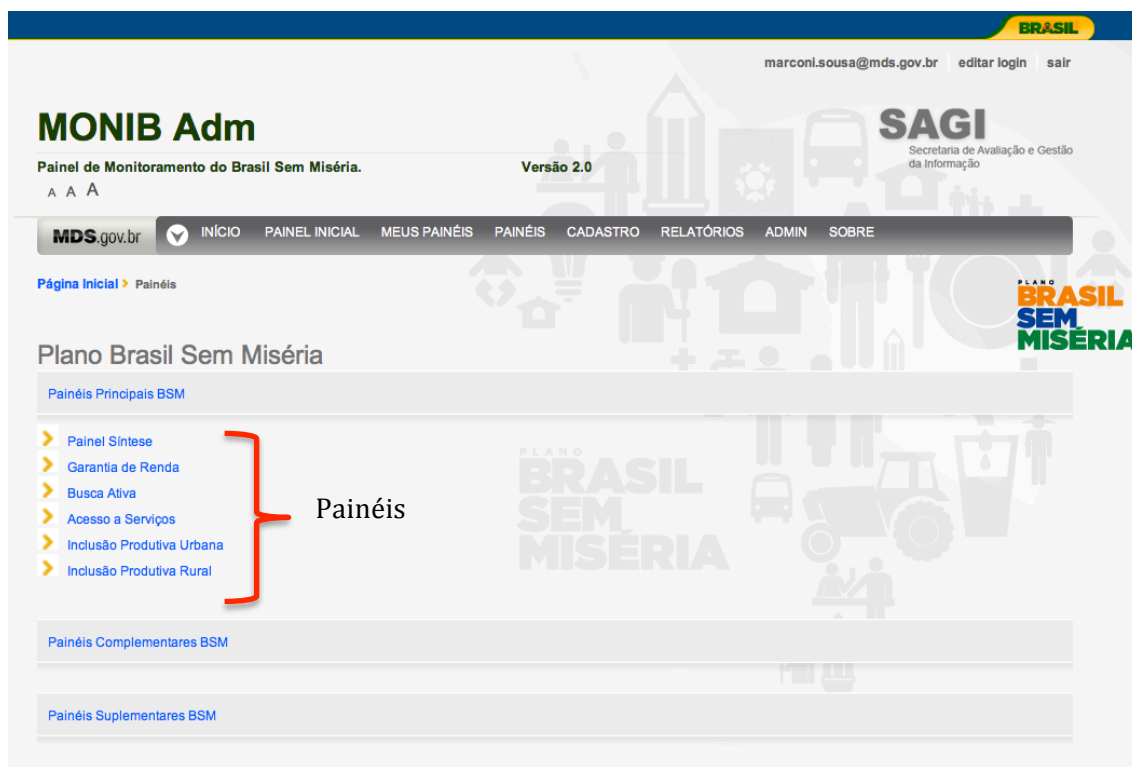 BRASIL
marconi.sousa@mds.gov.br editar login sair
MONIB Adm
SAGI
Secretaria de Avaliação e Gestão
da Informação
Painel de Monitoramento do Brasil Sem Miséria. Versão 2.0
A A A
MDS.gov.br INÍCIO PAINEL INICIAL MEUS PAINÉIS PAINÉIS CADASTRO RELATÓRIOS ADMIN SOBRE
Página Inicial Painéis
PLANO
BRASIL
SEM
MISÉRIA
Plano Brasil Sem Miséria
Painéis Principais BSM
Painel Síntese
Garantia de Renda
Busca Ativa
Acesso a Serviços
Inclusão Produtiva Urbana
Inclusão Produtiva Rural
Painéis
PLANO
BRASIL
SEM
MISÉRIA
Painéis Complementares BSM
Painéis Suplementares BSM